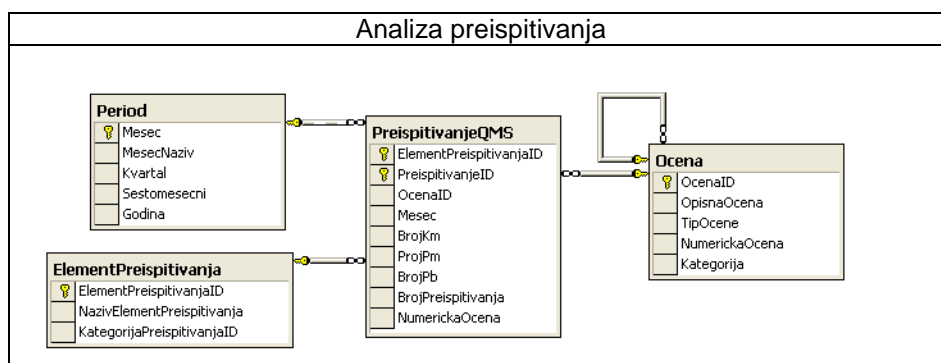 Analiza preispitivanja
Period
Mesec
MesecNaziv
Kvartal
Sestomesecni
Godina
ElementPreispitivanja
ElementPreispitivanjaID
NazivElementPreispitivanja
KategorijaPreispitivanjaID
PreispitivanjeQMS
ElementPreispitivanjaID
PreispitivanjeID
OcenaID
Mesec
BrojKm
ProjPm
BrojPb
BrojPreispitivanja
NumerickaOcena
Ocena
OcenaID
OpisnaOcena
TipOcene
NumerickaOcena
Kategorija